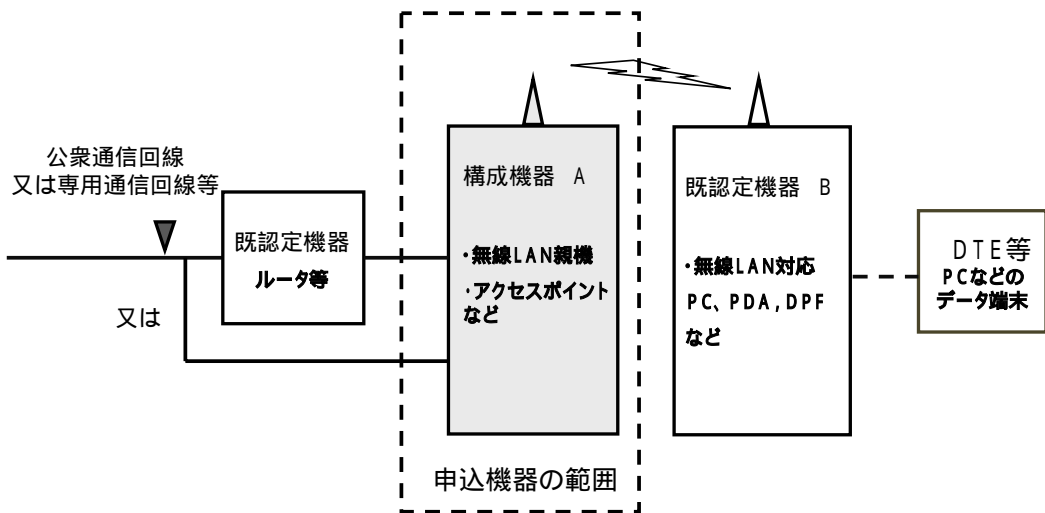 公衆通信回線
又は専用通信回線等
既認定機器
ルータ等
又は
構成機器 A
・無線LAN親機
・アクセスポイント
など
申込機器の範囲
既認定機器 B
・無線LAN対応
PC、PDA,DPF
など
DTE等
PCなどの
データ端末